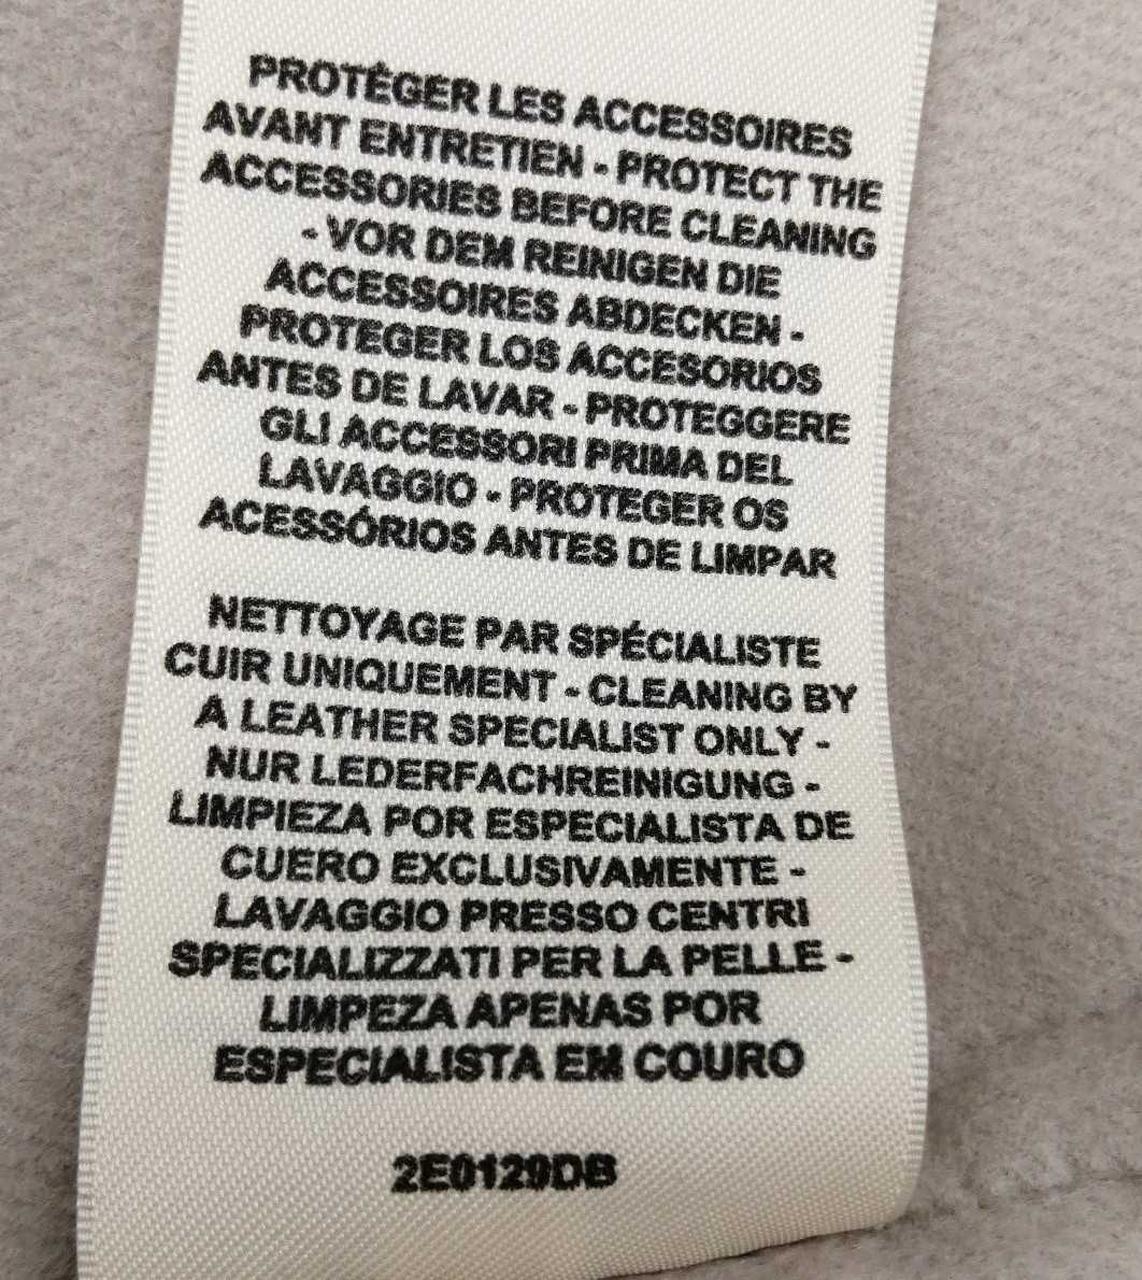 PROTÉGER LES ACCESSOIRES
AVANT ENTRETIEN - PROTECT THE
ACCESSORIES BEFORE CLEANING
- VOR DEM REINIGEN DIE
ACCESSOIRES ABDECKEN -
PROTEGER LOS ACCESORIOS
ANTES DE LAVAR - PROTEGGERE
GLI ACCESSORI PRIMA DEL
LAVAGGIO - PROTEGER OS
ACESSÓRIOS ANTES DE LIMPAR
NETTOYAGE PAR SPÉCIALISTE
CUIR UNIQUEMENT - CLEANING BY
A LEATHER SPECIALIST ONLY -
NUR LEDERFACHREINIGUNG -
LIMPIEZA POR ESPECIALISTA DE
CUERO EXCLUSIVAMENTE -
LAVAGGIO PRESSO CENTRI
SPECIALIZZATI PER LA PELLE -
LIMPEZA APENAS POR
ESPECIALISTA EM COURO
2E0129DB